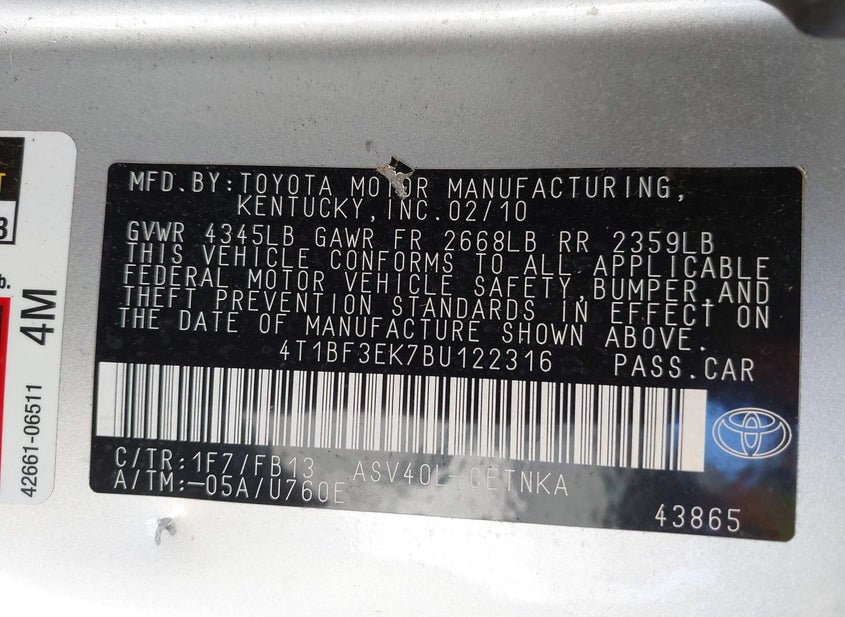 MFD.BY:TOYOTA MOTOR MANUFACTURING,
KENTUCKY,INC.02/10
GVWR 4345LB GAWR FR 2668LB RR 2359LB
THIS VEHICLE CONFORMS TO ALL APPLICABLE
FEDERAL MOTOR VEHICLE SAFETY,BUMPER,AND
THEFT PREVENTION STANDARDS IN EFFECT ON
THE DATE OF MANUFACTURE SHOWN ABOVE.
4T1BF3EK7BU122316 PASS.CAR
C/TR:1F7/FB13 ASV40L-CETNKA
A/TM:-05A/U760E
43865
T
3
b.
4M
42661-06511